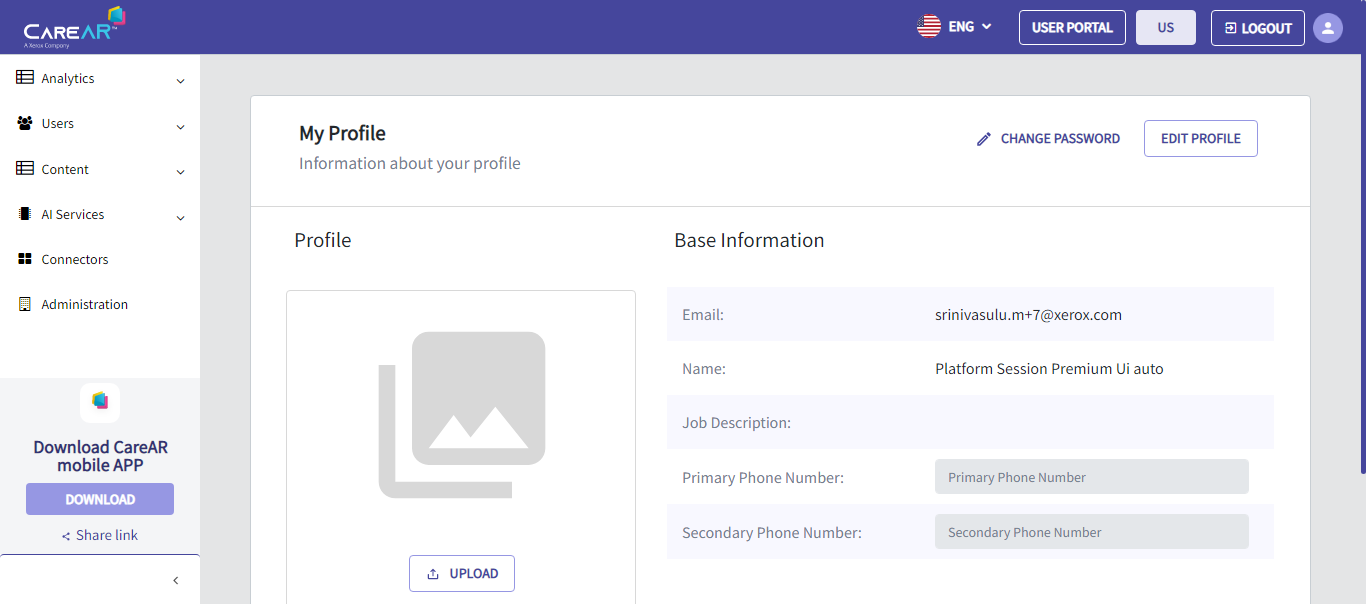 CAREAR™
A Xerox Company
ENG
USER PORTAL
US
LOGOUT
Analytics
Users
Content
AI Services
Connectors
Administration
Download CareAR
mobile APP
DOWNLOAD
Share link
My Profile
Information about your profile
CHANGE PASSWORD
EDIT PROFILE
Profile
UPLOAD
Base Information
Email: srinivasulu.m+7@xerox.com
Name: Platform Session Premium Ui auto
Job Description:
Primary Phone Number: Primary Phone Number
Secondary Phone Number: Secondary Phone Number